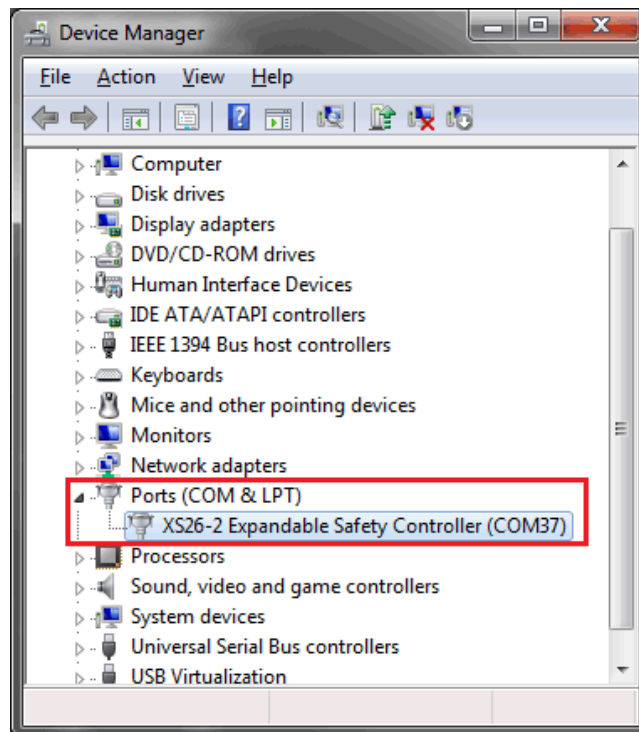 Device Manager
File Action View Help
Computer
Disk drives
Display adapters
DVD/CD-ROM drives
Human Interface Devices
IDE ATA/ATAPI controllers
IEEE 1394 Bus host controllers
Keyboards
Mice and other pointing devices
Monitors
Network adapters
Ports (COM & LPT)
XS26-2 Expandable Safety Controller (COM37)
Processors
Sound, video and game controllers
System devices
Universal Serial Bus controllers
USB Virtualization